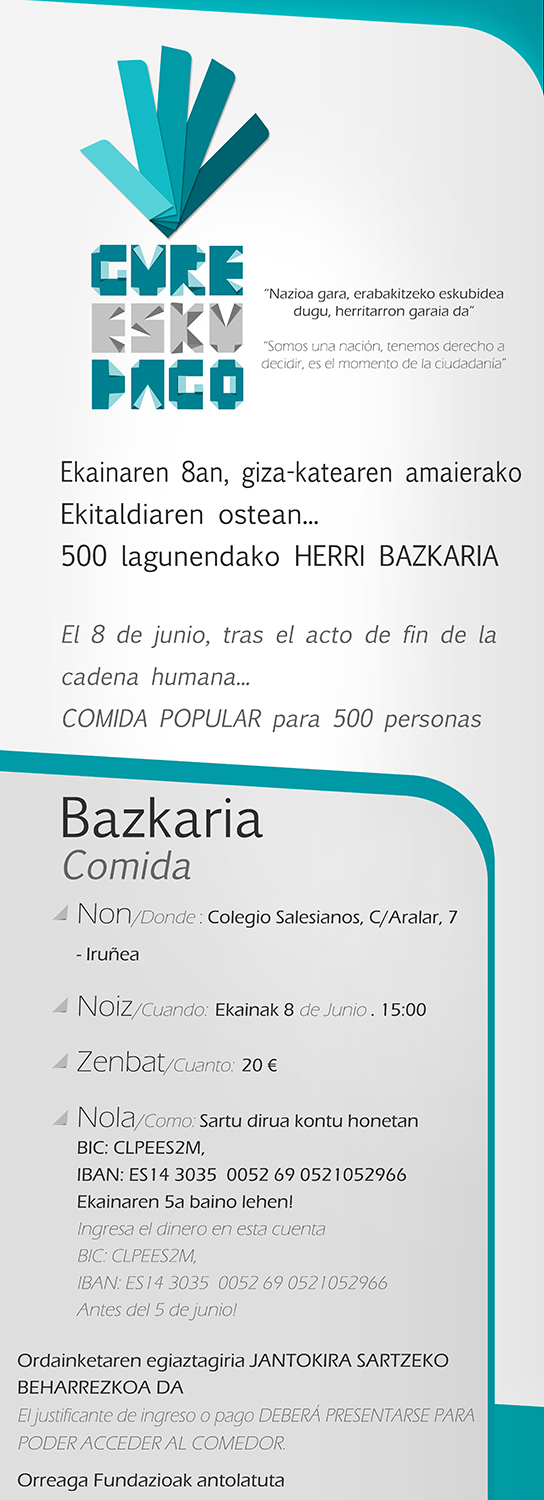 GURE
ESKU
DAGO
“Nazioa gara, erabakitzeko eskubidea
dugu, herritarron garaia da”
“Somos una nación, tenemos derecho a
decidir, es el momento de la ciudadanía”
Ekainaren 8an, giza-katearen amaierako
Ekitaldiaren ostean...
500 lagunendako HERRI BAZKARIA
El 8 de junio, tras el acto de fin de la
cadena humana...
COMIDA POPULAR para 500 personas
Bazkaria
Comida
Non/Donde : Colegio Salesianos, C/Aralar, 7
- Iruñea
Noiz/Cuando: Ekainak 8 de Junio . 15:00
Zenbat/Cuanto: 20 €
Nola/Como: Sartu dirua kontu honetan
BIC: CLPEES2M,
IBAN: ES14 3035 0052 69 0521052966
Ekainaren 5a baino lehen!
Ingresa el dinero en esta cuenta
BIC: CLPEES2M,
IBAN: ES14 3035 0052 69 0521052966
Antes del 5 de junio!
Ordainketaren egiaztagiria JANTOKIRA SARTZEKO
BEHARREZKOA DA
El justificante de ingreso o pago DEBERÁ PRESENTARSE PARA
PODER ACCEDER AL COMEDOR.
Orreaga Fundazioak antolatuta